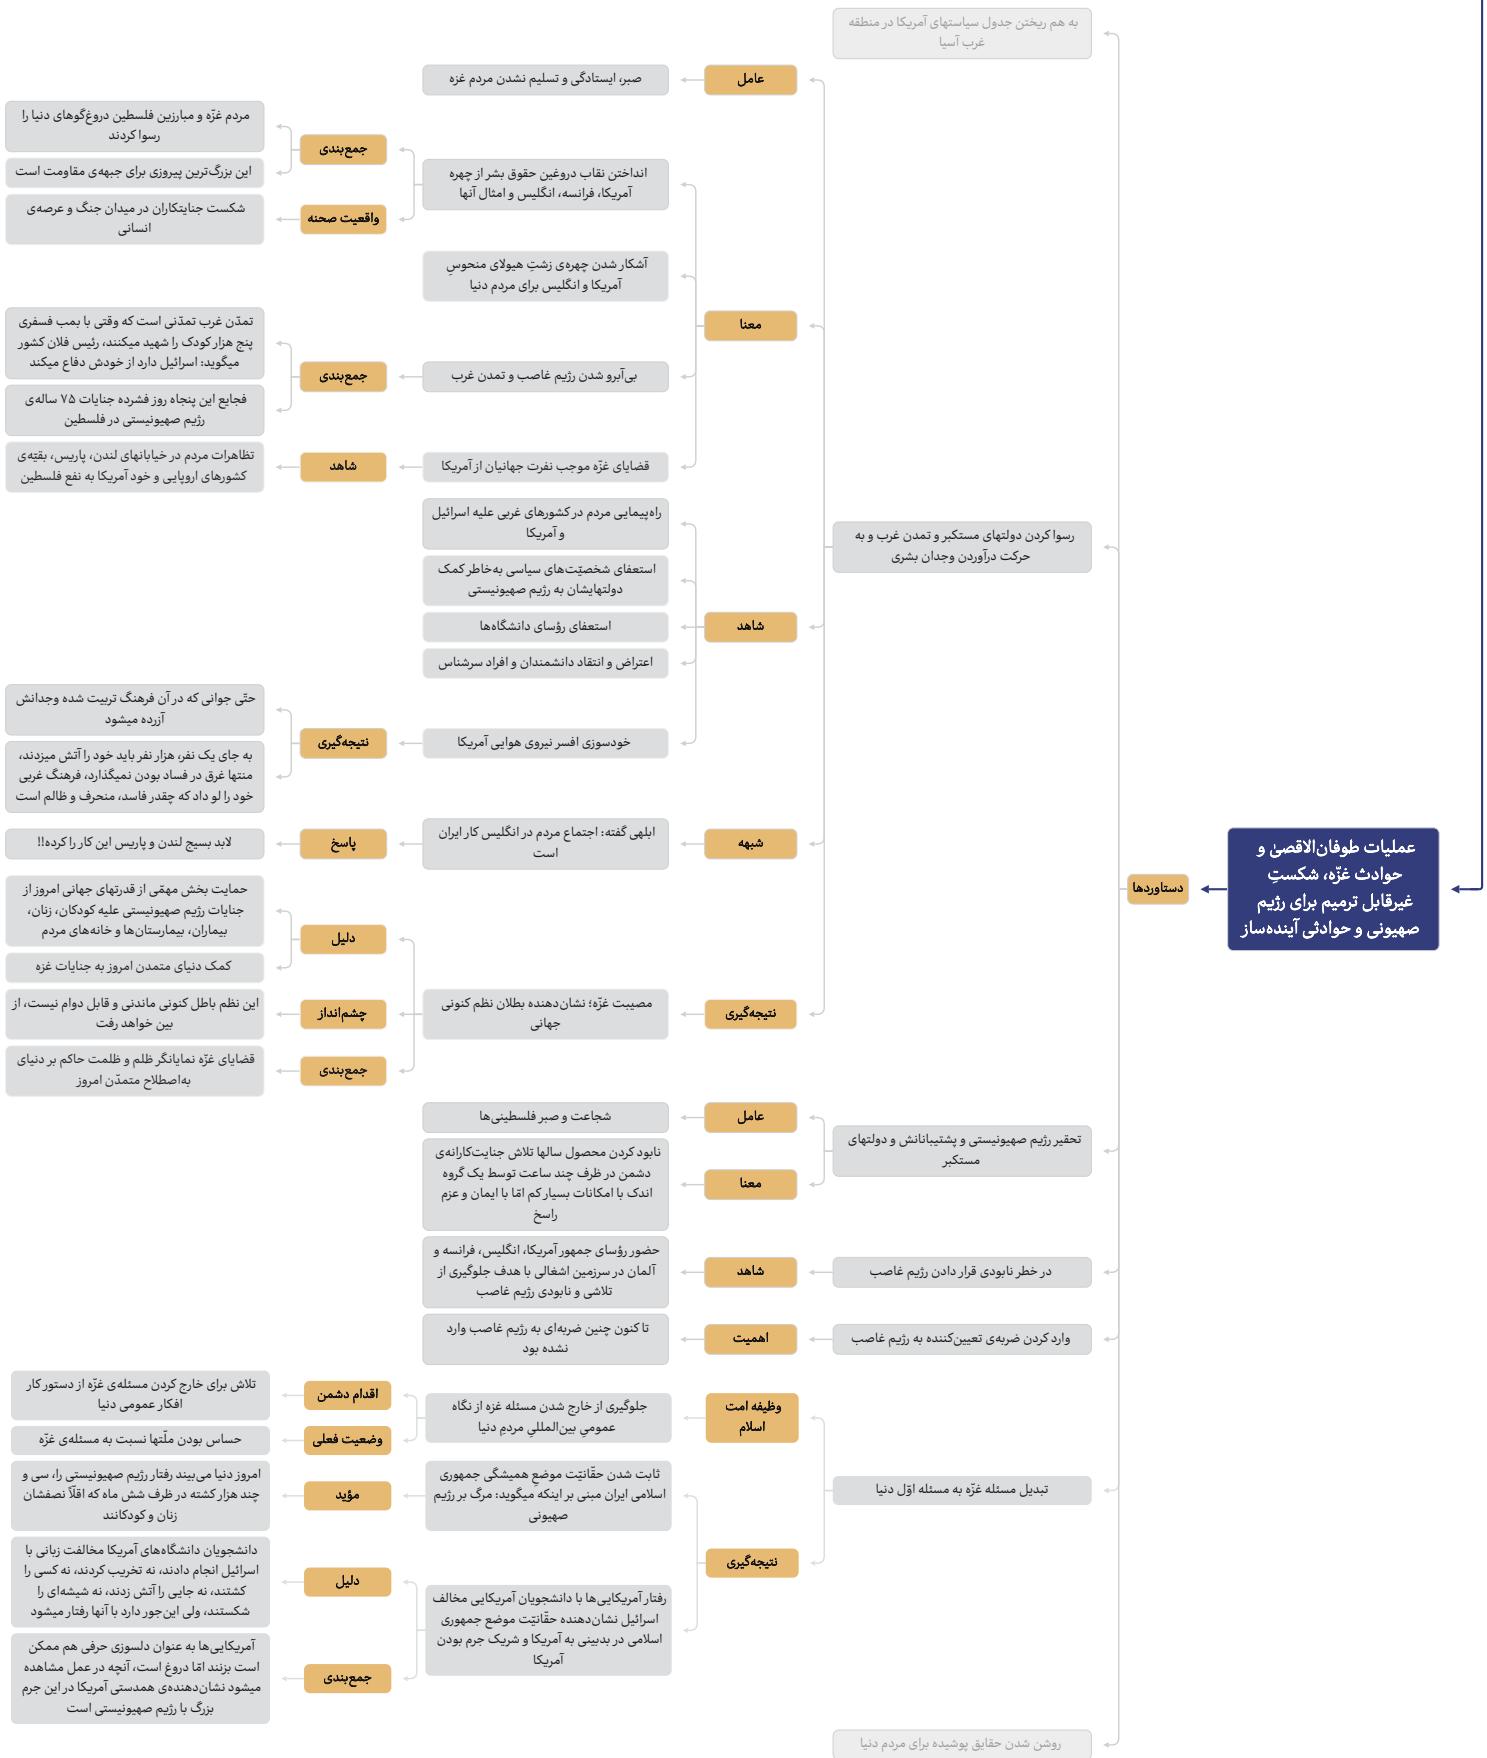 عملیات طوفان‌الاقصیٰ و
حوادث غزّه، شکستِ
غیرقابل ترمیم برای رژیم
صهیونی و حوادثی آینده‌ساز
دستاوردها
به هم ریختن جدول سیاستهای آمریکا در منطقه
غرب آسیا
رسوا کردن دولتهای مستکبر و تمدن غرب و به
حرکت درآوردن وجدان بشری
عامل
صبر، ایستادگی و تسلیم نشدن مردم غزه
معنا
انداختن نقاب دروغین حقوق بشر از چهره
آمریکا، فرانسه، انگلیس و امثال آنها
جمع‌بندی
مردم غزّه و مبارزین فلسطین دروغ‌گوهای دنیا را
رسوا کردند
این بزرگ‌ترین پیروزی برای جبهه‌ی مقاومت است
واقعیت صحنه
شکست جنایتکاران در میدان جنگ و عرصه‌ی
انسانی
آشکار شدن چهره‌ی زشتِ هیولای منحوسِ
آمریکا و انگلیس برای مردم دنیا
بی‌آبرو شدن رژیم غاصب و تمدن غرب
جمع‌بندی
تمدّن غرب تمدّنی است که وقتی با بمب فسفری
پنج هزار کودک را شهید میکنند، رئیس فلان کشور
میگوید: اسرائیل دارد از خودش دفاع میکند
فجایع این پنجاه روز فشرده جنایات ۷۵ ساله‌ی
رژیم صهیونیستی در فلسطین
قضایای غزّه موجب نفرت جهانیان از آمریکا
شاهد
تظاهرات مردم در خیابانهای لندن، پاریس، بقیّه‌ی
کشورهای اروپایی و خود آمریکا به نفع فلسطین
شاهد
راه‌پیمایی مردم در کشورهای غربی علیه اسرائیل
و آمریکا
استعفای شخصیّت‌های سیاسی به‌خاطر کمک
دولتهایشان به رژیم صهیونیستی
استعفای رؤسای دانشگاه‌ها
اعتراض و انتقاد دانشمندان و افراد سرشناس
خودسوزی افسر نیروی هوایی آمریکا
نتیجه‌گیری
حتّی جوانی که در آن فرهنگ تربیت شده وجدانش
آزرده میشود
به جای یک نفر، هزار نفر باید خود را آتش میزدند،
منتها غرق در فساد بودن نمیگذارد، فرهنگ غربی
خود را لو داد که چقدر فاسد، منحرف و ظالم است
شبهه
ابلهی گفته: اجتماع مردم در انگلیس کار ایران
است
پاسخ
لابد بسیج لندن و پاریس این کار را کرده!!
نتیجه‌گیری
مصیبت غزّه؛ نشان‌دهنده بطلان نظم کنونی
جهانی
دلیل
حمایت بخش مهمّی از قدرتهای جهانی امروز از
جنایات رژیم صهیونیستی علیه کودکان، زنان،
بیماران، بیمارستان‌ها و خانه‌های مردم
کمک دنیای متمدن امروز به جنایات غزه
چشم‌انداز
این نظم باطل کنونی ماندنی و قابل دوام نیست، از
بین خواهد رفت
جمع‌بندی
قضایای غزّه نمایانگر ظلم و ظلمت حاکم بر دنیای
به‌اصطلاح متمدّن امروز
تحقیر رژیم صهیونیستی و پشتیبانانش و دولتهای
مستکبر
عامل
شجاعت و صبر فلسطینی‌ها
معنا
نابود کردن محصول سالها تلاش جنایت‌کارانه‌ی
دشمن در ظرف چند ساعت توسط یک گروه
اندک با امکانات بسیار کم امّا با ایمان و عزم
راسخ
در خطر نابودی قرار دادن رژیم غاصب
شاهد
حضور رؤسای جمهور آمریکا، انگلیس، فرانسه و
آلمان در سرزمین اشغالی با هدف جلوگیری از
تلاشی و نابودی رژیم غاصب
وارد کردن ضربه‌ی تعیین‌کننده به رژیم غاصب
اهمیت
تا کنون چنین ضربه‌ای به رژیم غاصب وارد
نشده بود
تبدیل مسئله غزّه به مسئله اوّل دنیا
وظیفه امت
اسلام
جلوگیری از خارج شدن مسئله غزه از نگاه
عمومیِ بین‌المللیِ مردمِ دنیا
اقدام دشمن
تلاش برای خارج کردن مسئله‌ی غزّه از دستور کار
افکار عمومی دنیا
وضعیت فعلی
حساس بودن ملّتها نسبت به مسئله‌ی غزّه
نتیجه‌گیری
ثابت شدن حقّانیّت موضعِ همیشگی جمهوری
اسلامی ایران مبنی بر اینکه میگوید: مرگ بر رژیم
صهیونی
مؤید
امروز دنیا می‌بیند رفتار رژیم صهیونیستی را، سی و
چند هزار کشته در ظرف شش ماه که اقلّاً نصفشان
زنان و کودکانند
رفتار آمریکایی‌ها با دانشجویان آمریکایی مخالف
اسرائیل نشان‌دهنده حقّانیّت موضع جمهوری
اسلامی در بدبینی به آمریکا و شریک جرم بودن
آمریکا
دلیل
دانشجویان دانشگاه‌های آمریکا مخالفت زبانی با
اسرائیل انجام دادند، نه تخریب کردند، نه کسی را
کشتند، نه جایی را آتش زدند، نه شیشه‌ای را
شکستند، ولی این‌جور دارد با آنها رفتار میشود
جمع‌بندی
آمریکایی‌ها به عنوان دلسوزی حرفی هم ممکن
است بزنند امّا دروغ است، آنچه در عمل مشاهده
میشود نشان‌دهنده‌ی همدستی آمریکا در این جرم
بزرگ با رژیم صهیونیستی است
روشن شدن حقایق پوشیده برای مردم دنیا